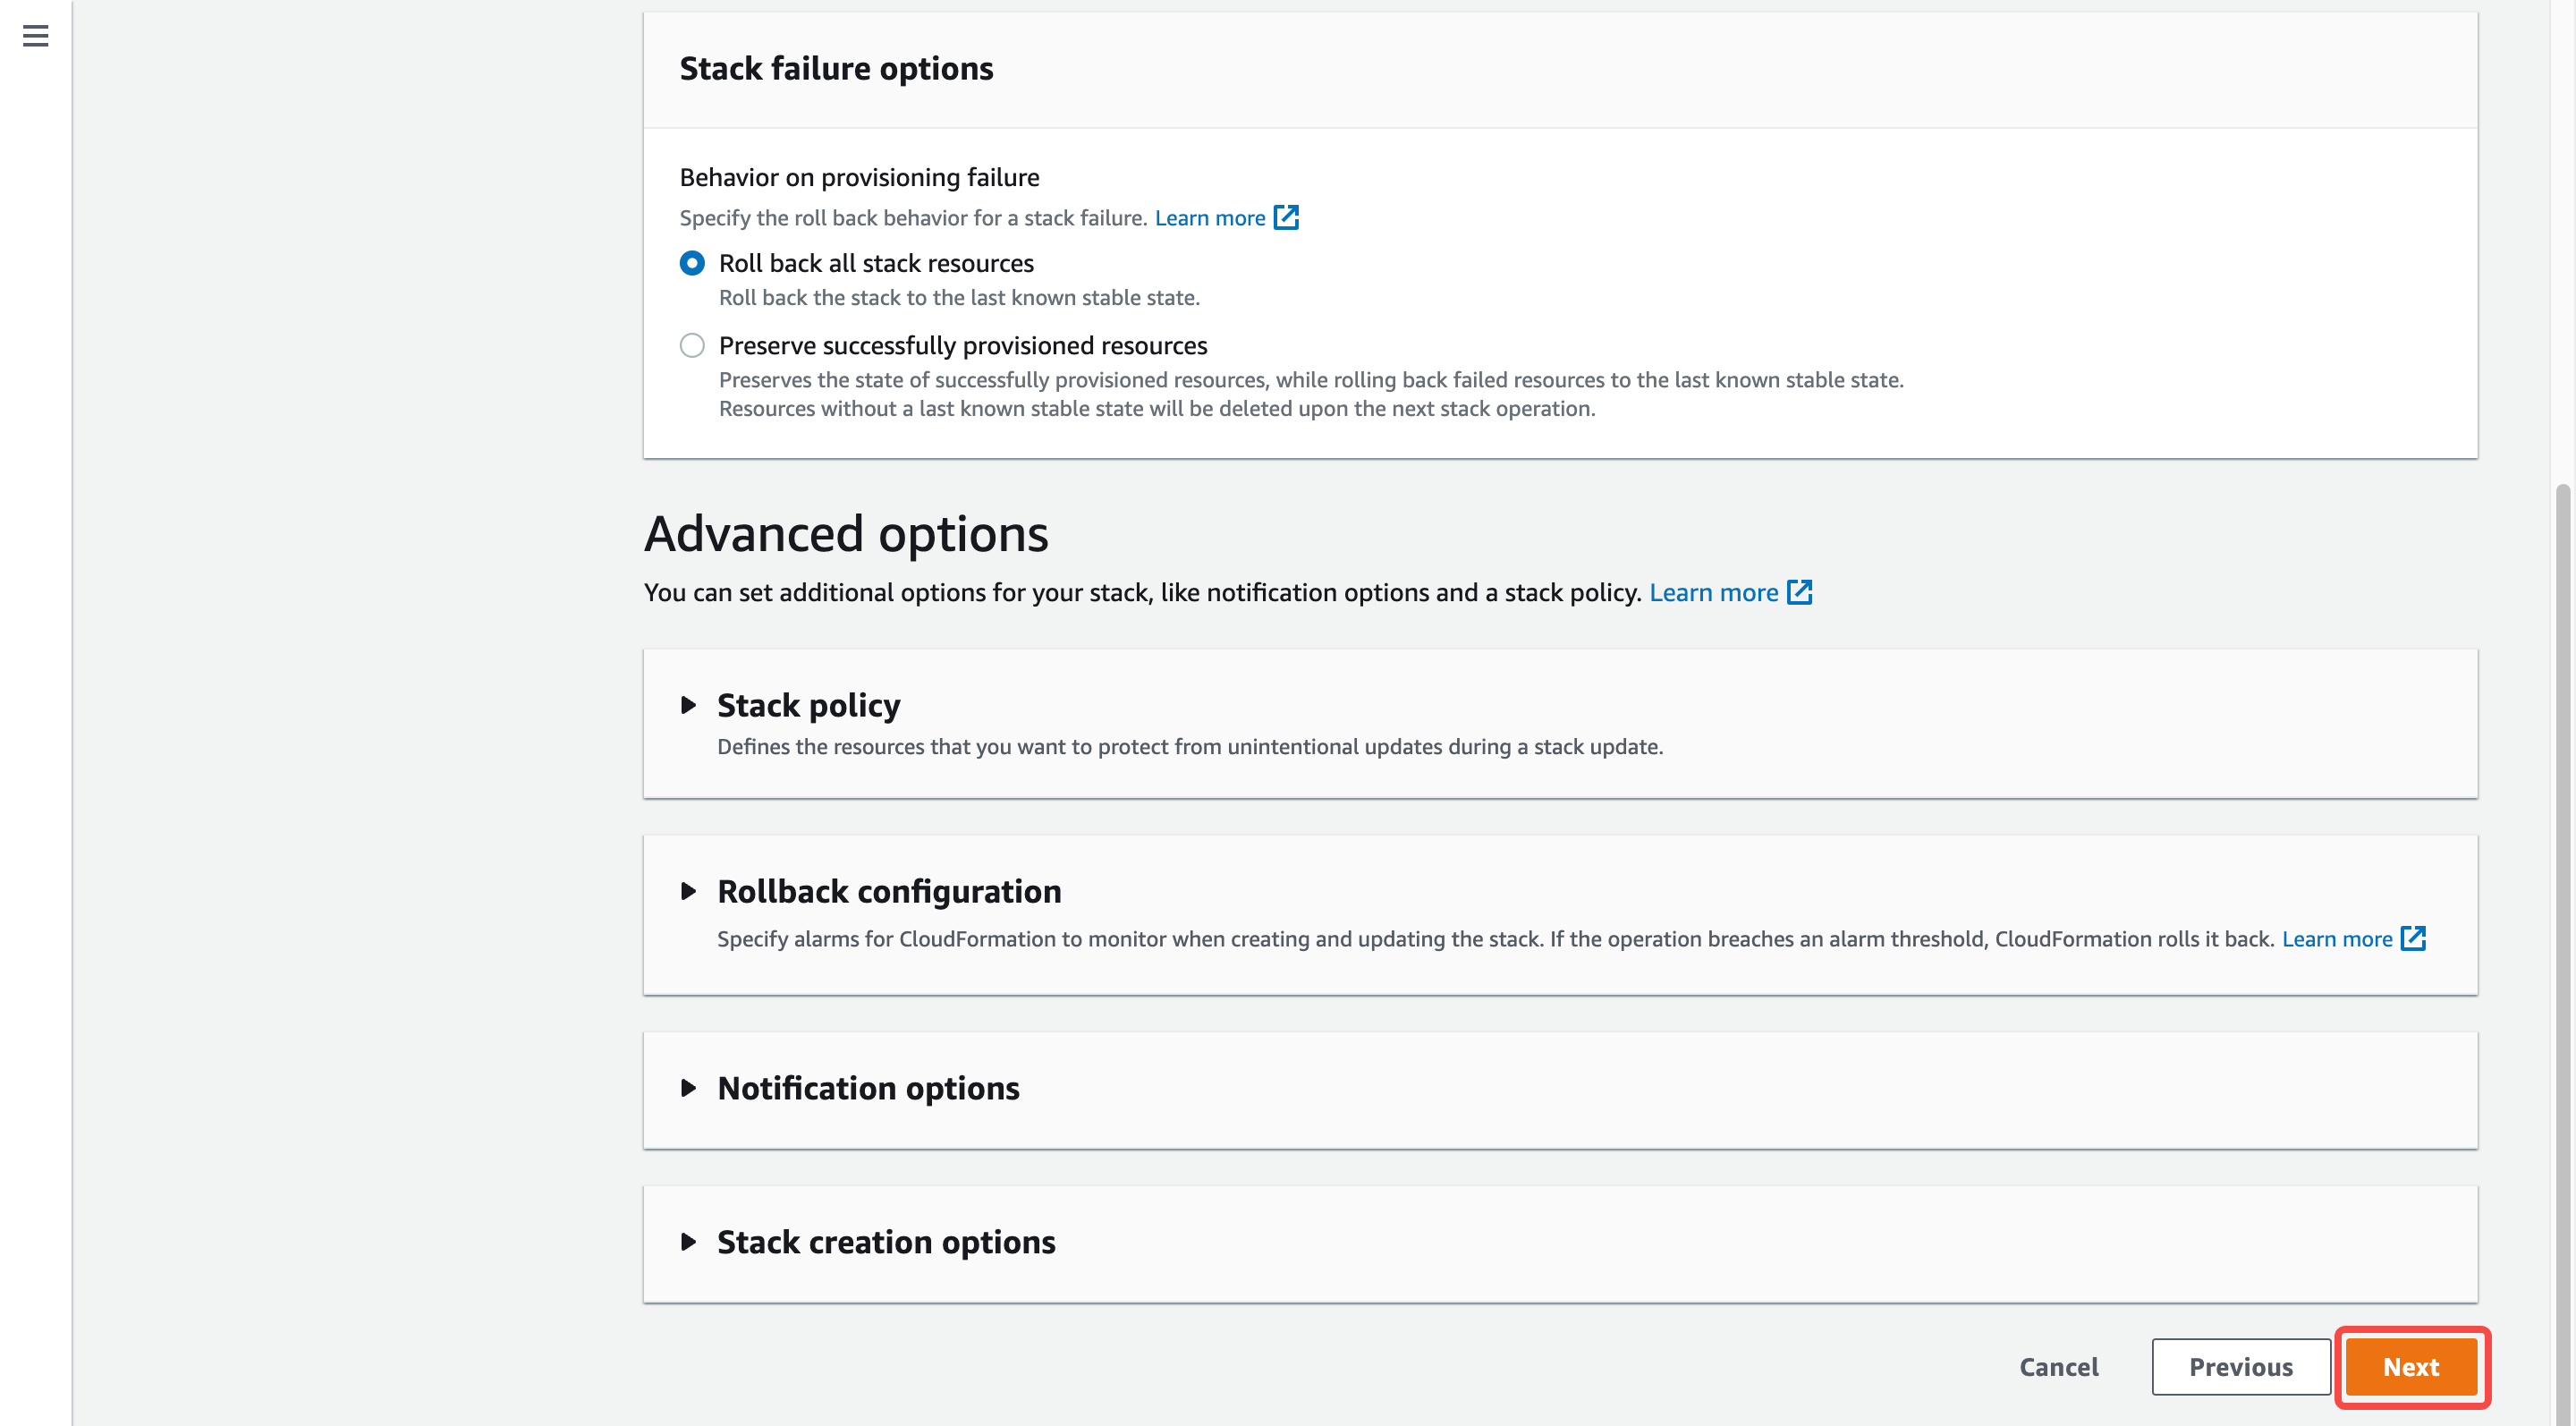 Stack failure options
Behavior on provisioning failure
Specify the roll back behavior for a stack failure. Learn more
Roll back all stack resources
Roll back the stack to the last known stable state.
Preserve successfully provisioned resources
Preserves the state of successfully provisioned resources, while rolling back failed resources to the last known stable state.
Resources without a last known stable state will be deleted upon the next stack operation.
Advanced options
You can set additional options for your stack, like notification options and a stack policy. Learn more
Stack policy
Defines the resources that you want to protect from unintentional updates during a stack update.
Rollback configuration
Specify alarms for CloudFormation to monitor when creating and updating the stack. If the operation breaches an alarm threshold, CloudFormation rolls it back. Learn more
Notification options
Stack creation options
Cancel Previous Next